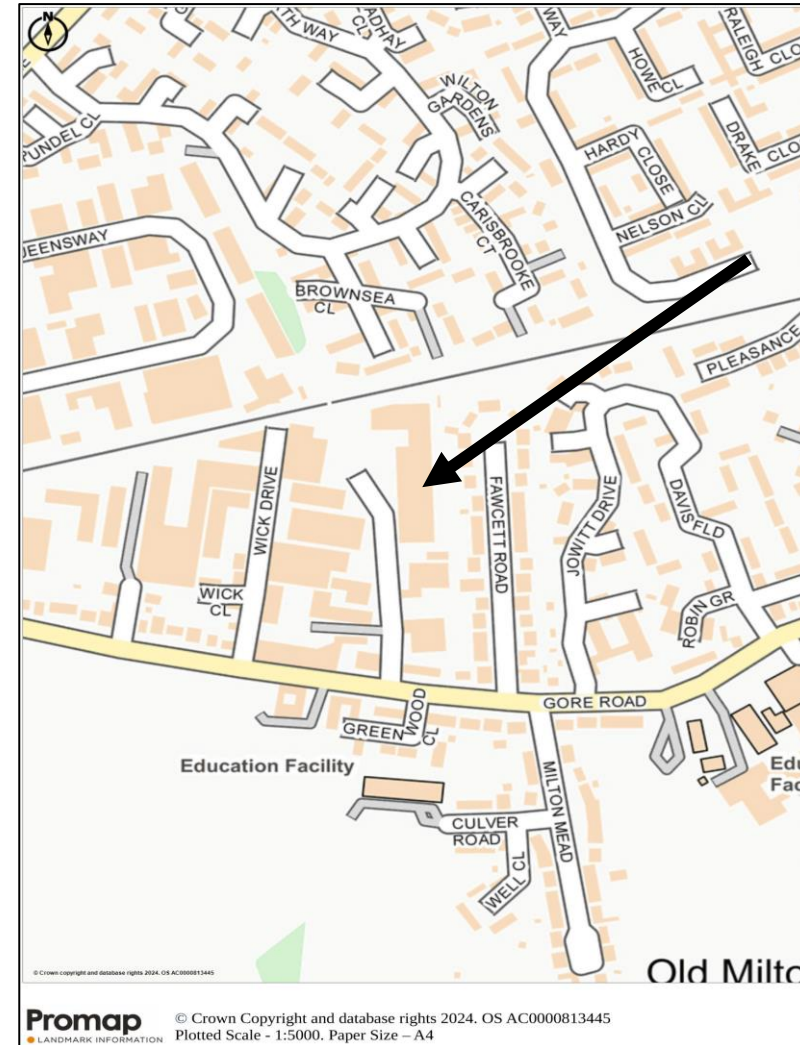 TH WAY
ADHAY
CL
WAY
HOWE CL
RALEIGH
CLO
WILTON
GARDENS
UNDEL CL
HARDY
CLOSE
DRAKE
CLO
NELSON CL
CARISBROOKE
CT
EENSWAY
BROWNSEA
CL
PLEASANCE
WICK DRIVE
FAWCETT ROAD
JOWITT DRIVE
DAVIS FLD
WICK
CL
ROBIN GR
GORE ROAD
GREEN WOOD CL
Education Facility
Edu
Fac
MILTON MEAD
CULVER
ROAD
WELL CL
© Crown copyright and database rights 2024. OS AC0000813445
Old Milto
Promap
LANDMARK INFORMATION
© Crown Copyright and database rights 2024. OS AC0000813445
Plotted Scale - 1:5000. Paper Size – A4